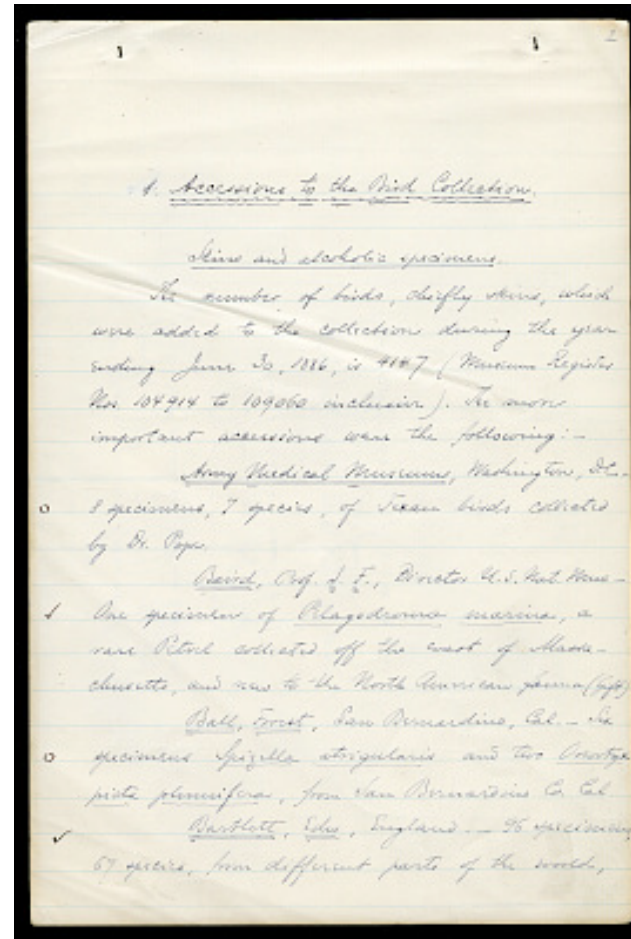 1
1. Accessions to the Bird Collection.
Skins and alcoholic specimens.
The number of birds, chiefly skins, which
were added to the collection during the year
ending June 30, 1886, is 4147 (Museum Register
Nos. 104914 to 109060 inclusive). The more
important accessions were the following: -
Army Medical Museum, Washington, D.C. -
8 specimens, 7 species, of Texan birds collected
by Dr. Pope.
Baird, Prof. S. F., Director U.S. Nat. Mus -
One specimen of Pelagodroma marina, a
rare Petrel collected off the coast of Massa-
chusetts, and new to the North American fauna (Gift)
Ball, Forest, San Bernardino, Cal. - Six
specimens Spizella atrigularis and two Oreortyx
picta plumifera, from San Bernardino Co. Cal.
Bartlett, Edw, England. - 96 specimens
67 species, from different parts of the world,